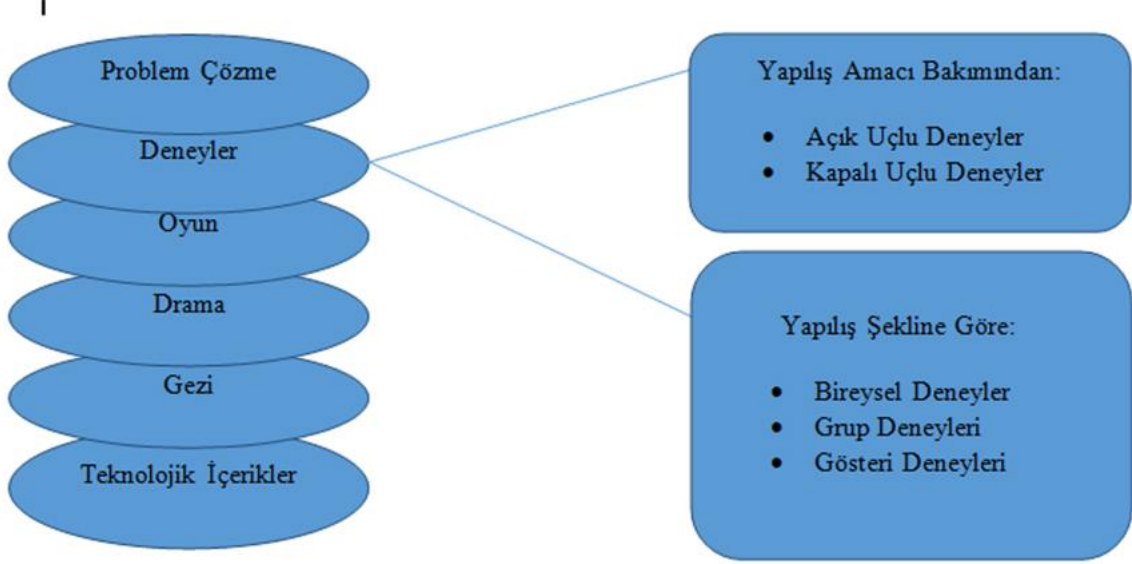 Problem Çözme
Deneyler
Oyun
Drama
Gezi
Teknolojik İçerikler
Yapılış Amacı Bakımından:
• Açık Uçlu Deneyler
• Kapalı Uçlu Deneyler
Yapılış Şekline Göre:
• Bireysel Deneyler
• Grup Deneyleri
• Gösteri Deneyleri